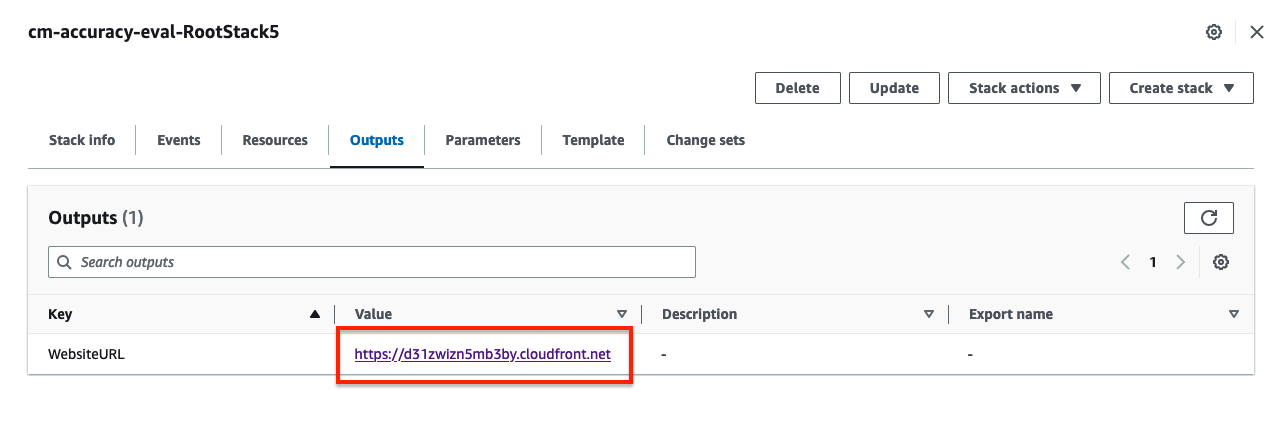 cm-accuracy-eval-RootStack5
Delete Update Stack actions Create stack
Stack info Events Resources Outputs Parameters Template Change sets
Outputs (1)
Search outputs 1
Key Value Description Export name
WebsiteURL https://d31zwizn5mb3by.cloudfront.net - -